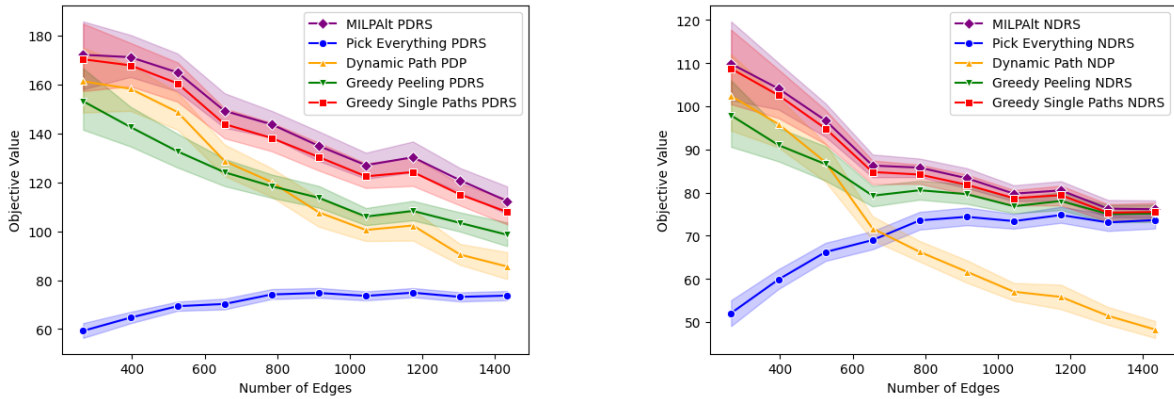 MILPAlt PDRS
Pick Everything PDRS
Dynamic Path PDP
Greedy Peeling PDRS
Greedy Single Paths PDRS
180
160
140
120
100
80
60
Objective Value
400
600
800
1000
1200
1400
Number of Edges
MILPAlt NDRS
Pick Everything NDRS
Dynamic Path NDP
Greedy Peeling NDRS
Greedy Single Paths NDRS
120
110
100
90
80
70
60
50
Objective Value
400
600
800
1000
1200
1400
Number of Edges